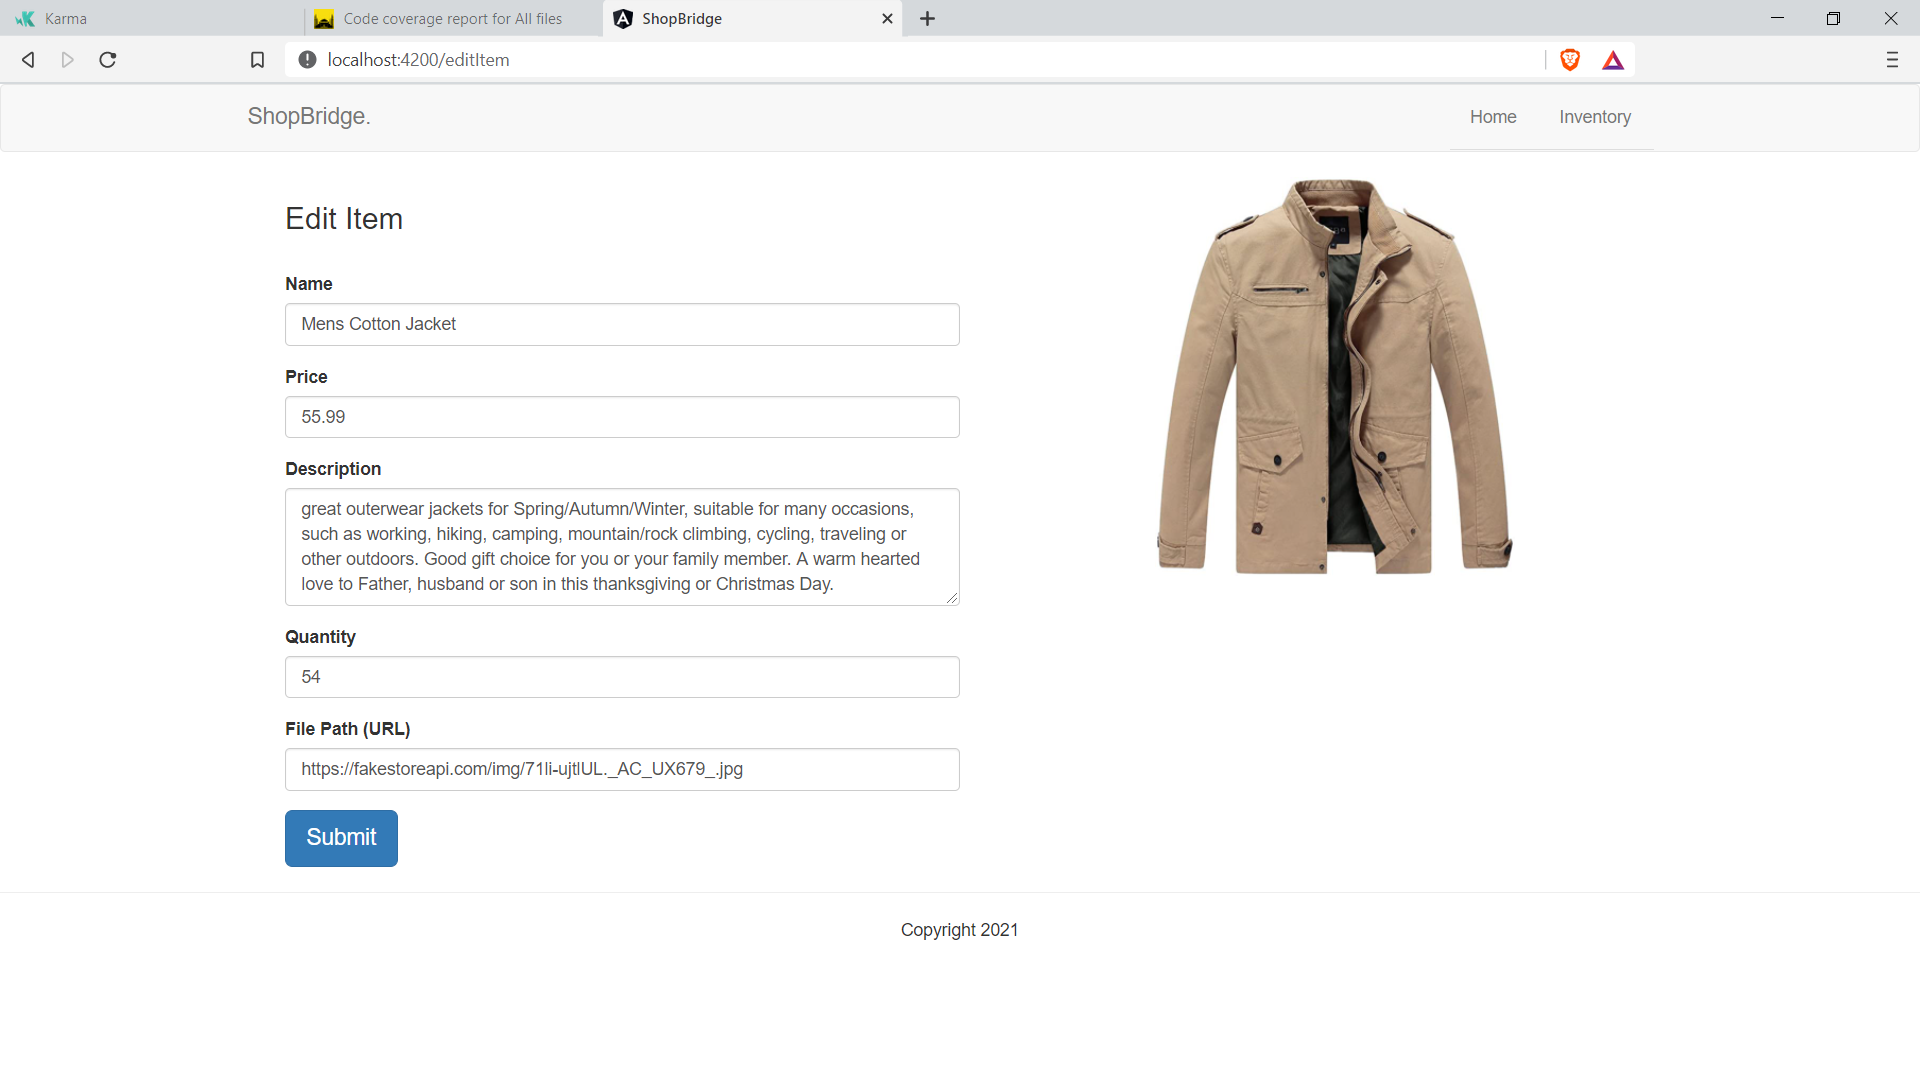 Karma
Code coverage report for All files
ShopBridge
localhost:4200/editItem
ShopBridge.
Home
Inventory
Edit Item
Name
Mens Cotton Jacket
Price
55.99
Description
great outerwear jackets for Spring/Autumn/Winter, suitable for many occasions,
such as working, hiking, camping, mountain/rock climbing, cycling, traveling or
other outdoors. Good gift choice for you or your family member. A warm hearted
love to Father, husband or son in this thanksgiving or Christmas Day.
Quantity
54
File Path (URL)
https://fakestoreapi.com/img/71li-ujtlUL._AC_UX679_.jpg
Submit
Copyright 2021